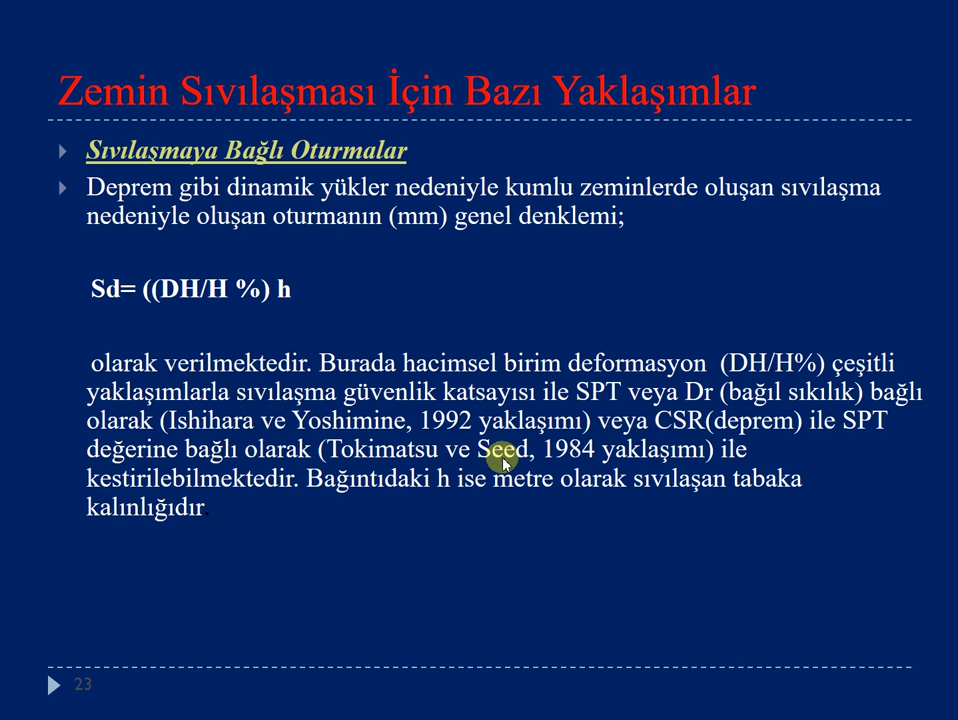 Zemin Sıvılaşması İçin Bazı Yaklaşımlar
Sıvılaşmaya Bağlı Oturmalar
Deprem gibi dinamik yükler nedeniyle kumlu zeminlerde oluşan sıvılaşma
nedeniyle oluşan oturmanın (mm) genel denklemi;
Sd= ((DH/H %) h
olarak verilmektedir. Burada hacimsel birim deformasyon (DH/H%) çeşitli
yaklaşımlarla sıvılaşma güvenlik katsayısı ile SPT veya Dr (bağıl sıkılık) bağlı
olarak (Ishihara ve Yoshimine, 1992 yaklaşımı) veya CSR(deprem) ile SPT
değerine bağlı olarak (Tokimatsu ve Seed, 1984 yaklaşımı) ile
kestirilebilmektedir. Bağıntıdaki h ise metre olarak sıvılaşan tabaka
kalınlığıdır.
23